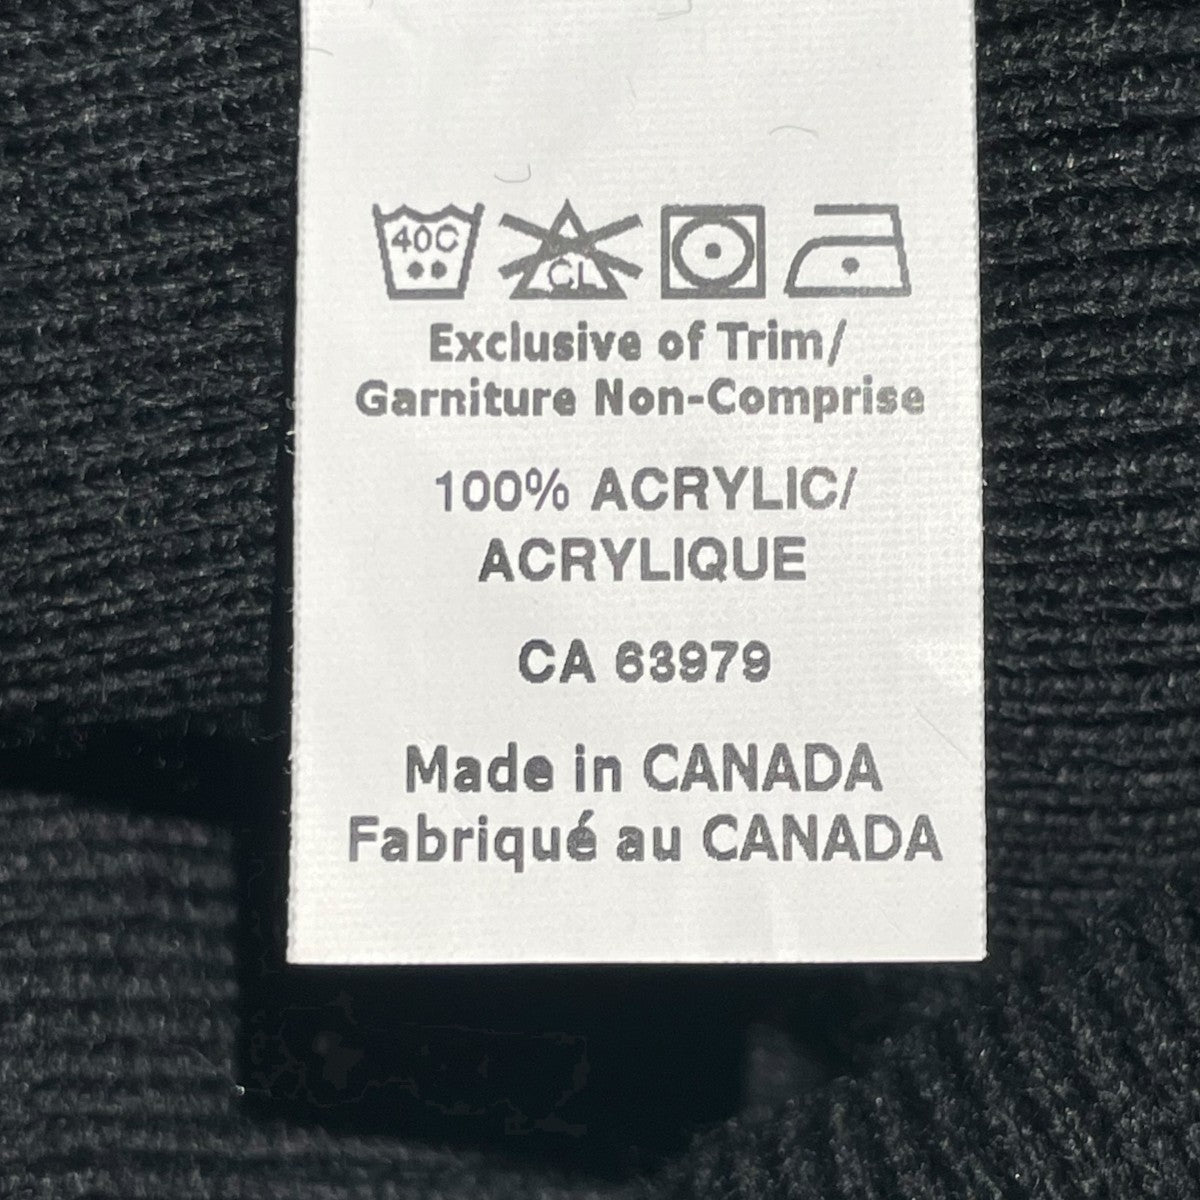 40C
CL
Exclusive of Trim/
Garniture Non-Comprise
100% ACRYLIC/
ACRYLIQUE
CA 63979
Made in CANADA
Fabriqué au CANADA